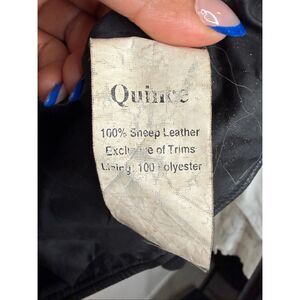 Quince
100% Sheep Leather
Exclusive of Trims
Lining: 100 Polyester